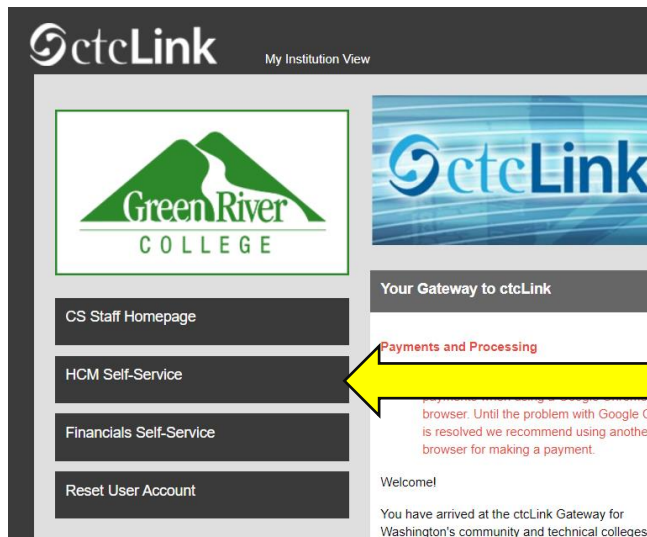 ctcLink
My Institution View
Green River
COLLEGE
CS Staff Homepage
HCM Self-Service
Financials Self-Service
Reset User Account
ctcLink
Your Gateway to ctcLink
Payments and Processing
browser. Until the problem with Google
is resolved we recommend using
browser for making a payment.
Welcome!
You have arrived at the ctcLink Gateway for
Washington's community and technical colleges